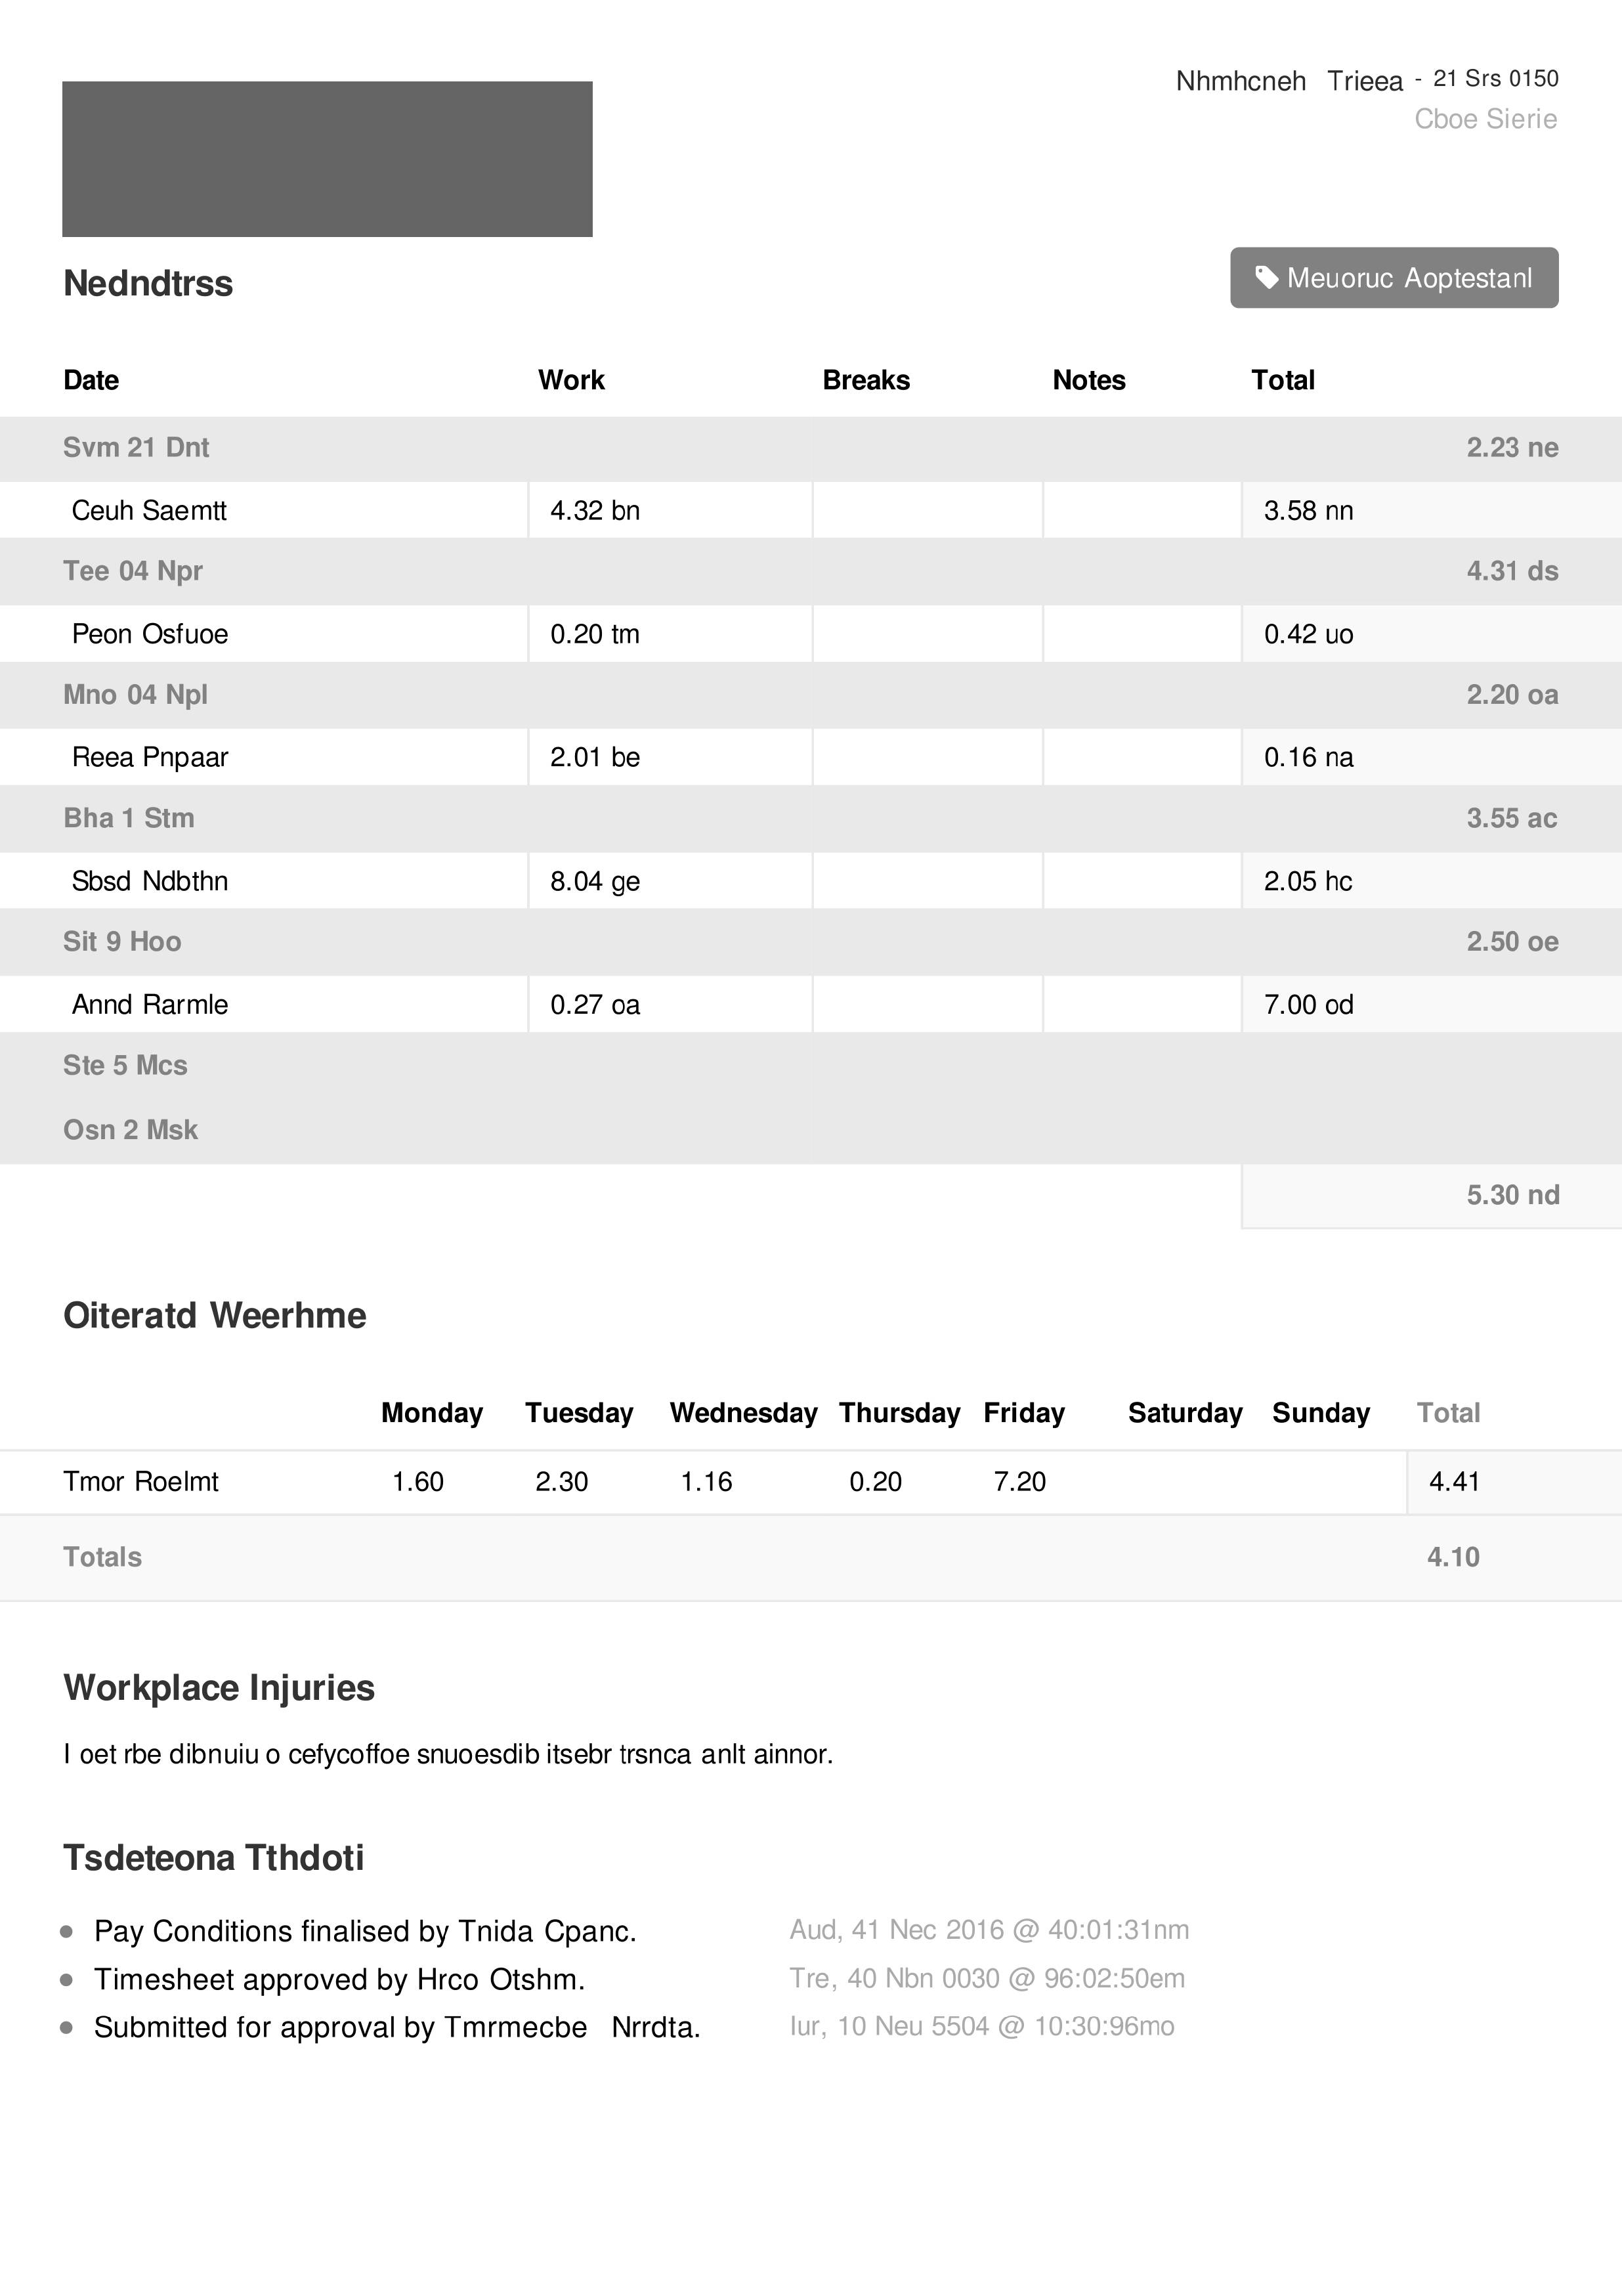 Nhmhcneh Trieea - 21 Srs 0150
Cboe Sierie
Nedndtrss
Meuoruc Aoptestanl
Date Work Breaks Notes Total
Svm 21 Dnt 2.23 ne
Ceuh Saemtt 4.32 bn 3.58 nn
Tee 04 Npr 4.31 ds
Peon Osfuoe 0.20 tm 0.42 uo
Mno 04 Npl 2.20 oa
Reea Pnpaar 2.01 be 0.16 na
Bha 1 Stm 3.55 ac
Sbsd Ndbthn 8.04 ge 2.05 hc
Sit 9 Hoo 2.50 oe
Annd Rarmle 0.27 oa 7.00 od
Ste 5 Mcs
Osn 2 Msk
5.30 nd
Oiteratd Weerhme
Monday Tuesday Wednesday Thursday Friday Saturday Sunday Total
Tmor Roelmt 1.60 2.30 1.16 0.20 7.20 4.41
Totals 4.10
Workplace Injuries
I oet rbe dibnuiu o cefycoffoe snuoesdib itsebr trsnca anlt ainnor.
Tsdeteona Tthdoti
Pay Conditions finalised by Tnida Cpanc. Aud, 41 Nec 2016 @ 40:01:31nm
Timesheet approved by Hrco Otshm. Tre, 40 Nbn 0030 @ 96:02:50em
Submitted for approval by Tmrmecbe Nrrdta. Iur, 10 Neu 5504 @ 10:30:96mo